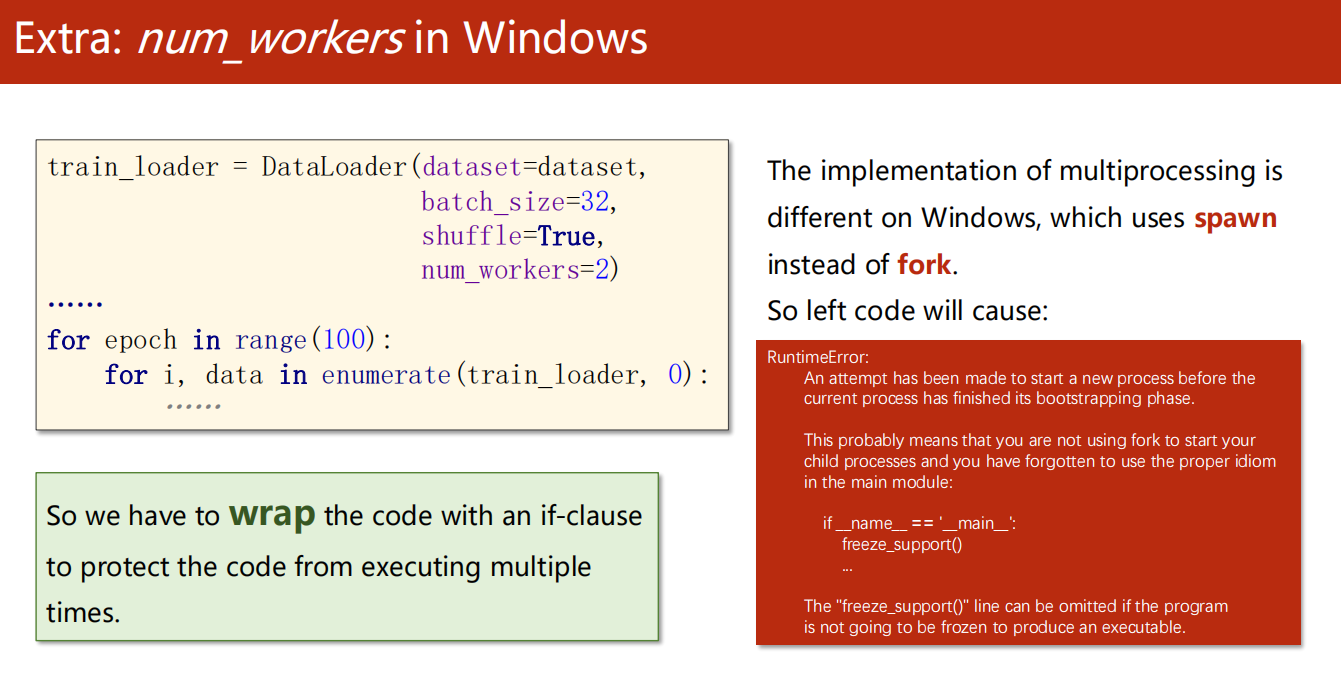 Extra: num_workers in Windows
train_loader = DataLoader(dataset=dataset,
batch_size=32,
shuffle=True,
num_workers=2)
......
for epoch in range(100):
for i, data in enumerate(train_loader, 0):
......
So we have to wrap the code with an if-clause
to protect the code from executing multiple
times.
The implementation of multiprocessing is
different on Windows, which uses spawn
instead of fork.
So left code will cause:
RuntimeError:
An attempt has been made to start a new process before the
current process has finished its bootstrapping phase.
This probably means that you are not using fork to start your
child processes and you have forgotten to use the proper idiom
in the main module:
if __name__ == '__main__':
freeze_support()
...
The "freeze_support()" line can be omitted if the program
is not going to be frozen to produce an executable.